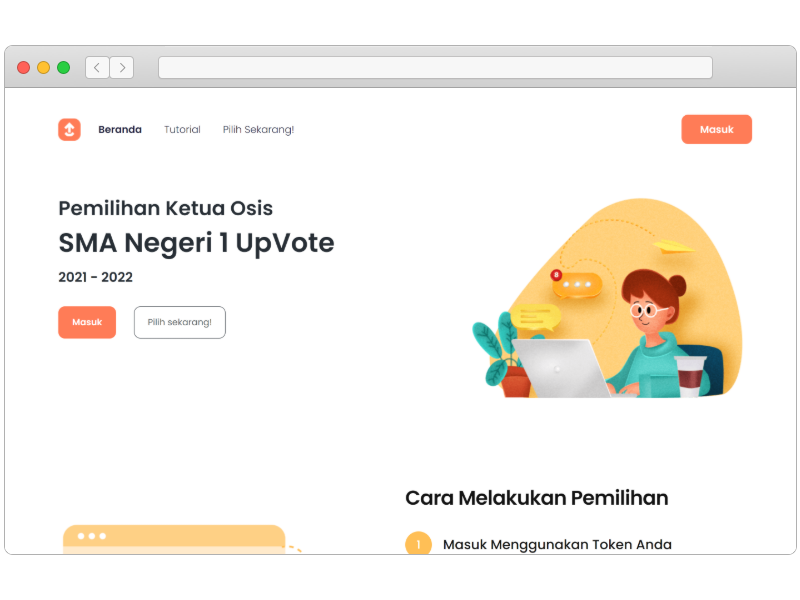 Beranda Tutorial Pilih Sekarang! Masuk
Pemilihan Ketua Osis
SMA Negeri 1 UpVote
2021 - 2022
Masuk Pilih sekarang!
Cara Melakukan Pemilihan
1 Masuk Menggunakan Token Anda